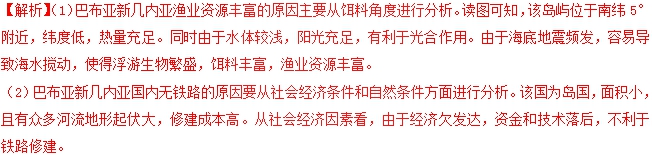 【解析】(1)巴布亚新几内亚渔业资源丰富的原因主要从饵料角度进行分析。读图可知，该岛屿位于南纬 5°
附近，纬度低，热量充足。同时由于水体较浅，阳光充足，有利于光合作用。由于海底地震频发，容易导
致海水搅动，使得浮游生物繁盛，饵料丰富，渔业资源丰富。
（2）巴布亚新几内亚国内无铁路的原因要从社会经济条件和自然条件方面进行分析。该国为岛国，面积小，
且有众多河流地形起伏大，修建成本高。从社会经济因素看，由于经济欠发达，资金和技术落后，不利于
铁路修建。